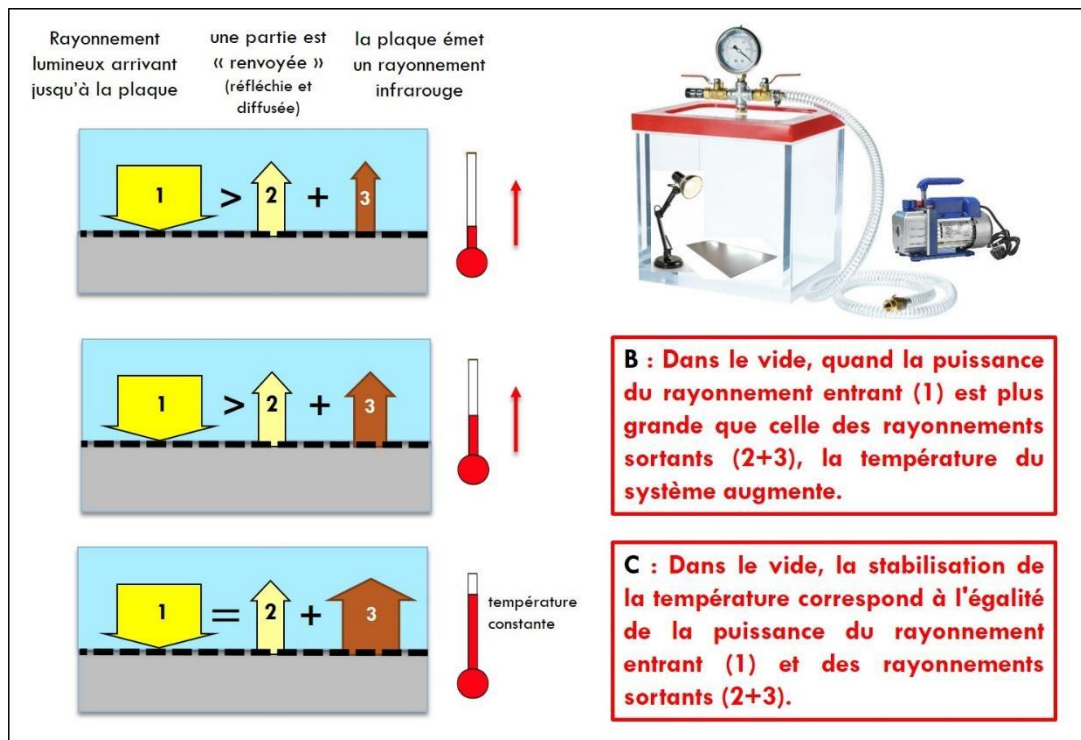 Rayonnement
lumineux arrivant
jusqu'à la plaque
une partie est
« renvoyée »
(réfléchie et
diffusée)
la plaque émet
un rayonnement
infrarouge
1 > 2 + 3
1 > 2 + 3
1 = 2 + 3
température
constante
B : Dans le vide, quand la puissance
du rayonnement entrant (1) est plus
grande que celle des rayonnements
sortants (2+3), la température du
système augmente.
C : Dans le vide, la stabilisation de
la température correspond à l'égalité
de la puissance du rayonnement
entrant (1) et des rayonnements
sortants (2+3).